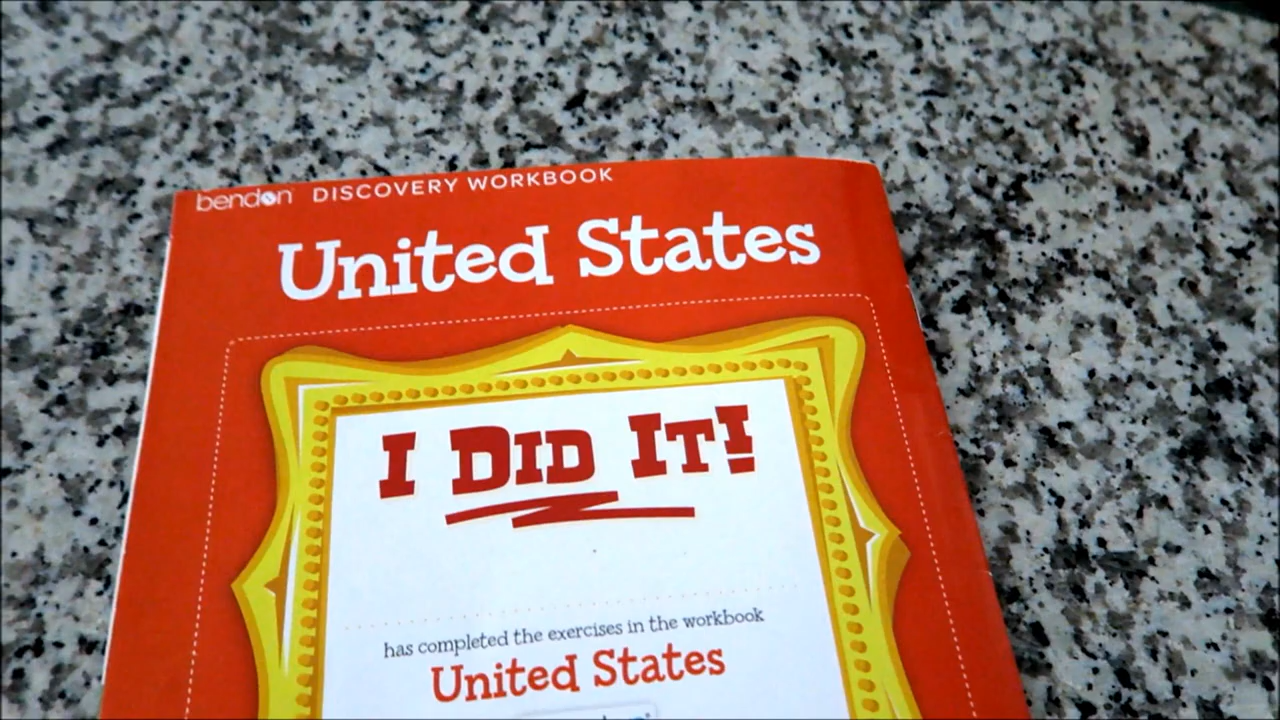 bendon DISCOVERY WORKBOOK
United States
I DID IT!
has completed the exercises in the workbook
United States